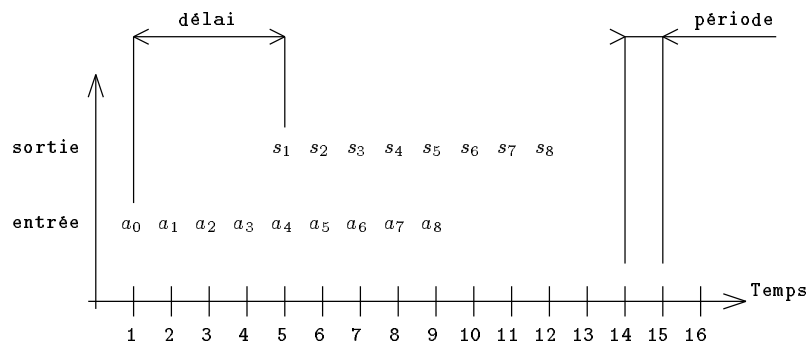 délai période
sortie s1 s2 s3 s4 s5 s6 s7 s8
entrée a0 a1 a2 a3 a4 a5 a6 a7 a8
Temps
1 2 3 4 5 6 7 8 9 10 11 12 13 14 15 16